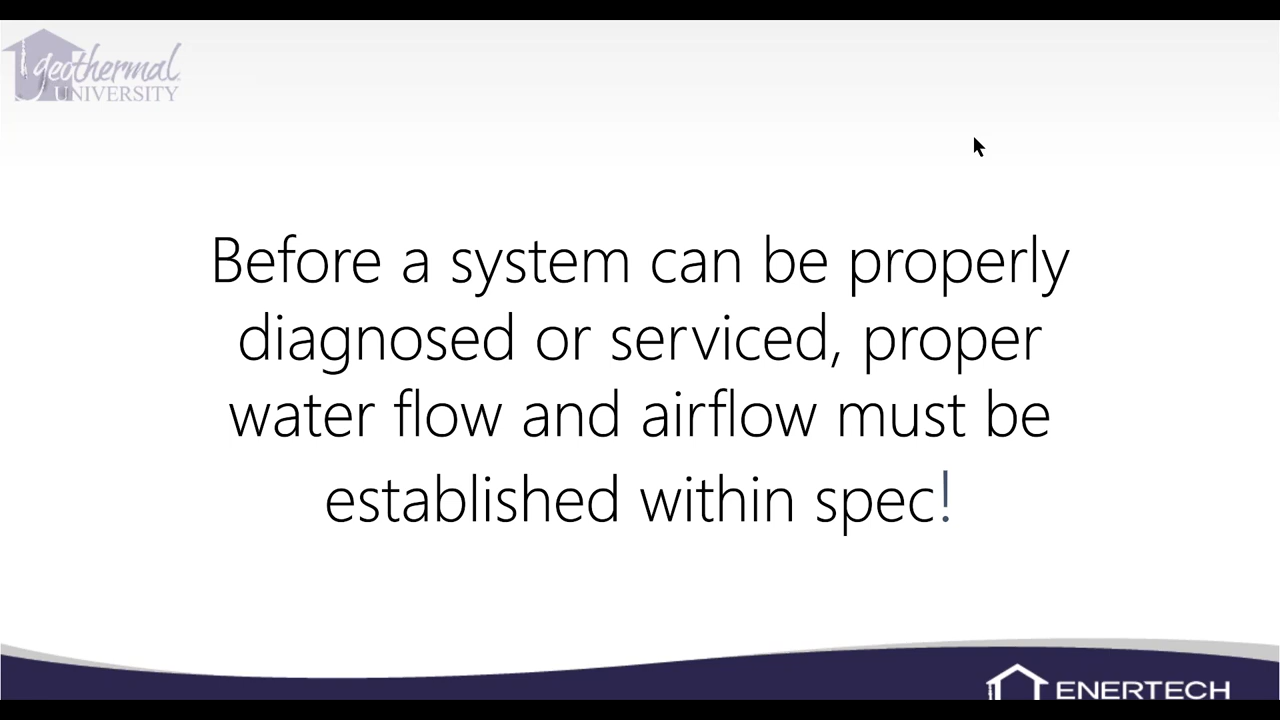 geothermal
UNIVERSITY
Before a system can be properly
diagnosed or serviced, proper
water flow and airflow must be
established within spec!
ENERTECH